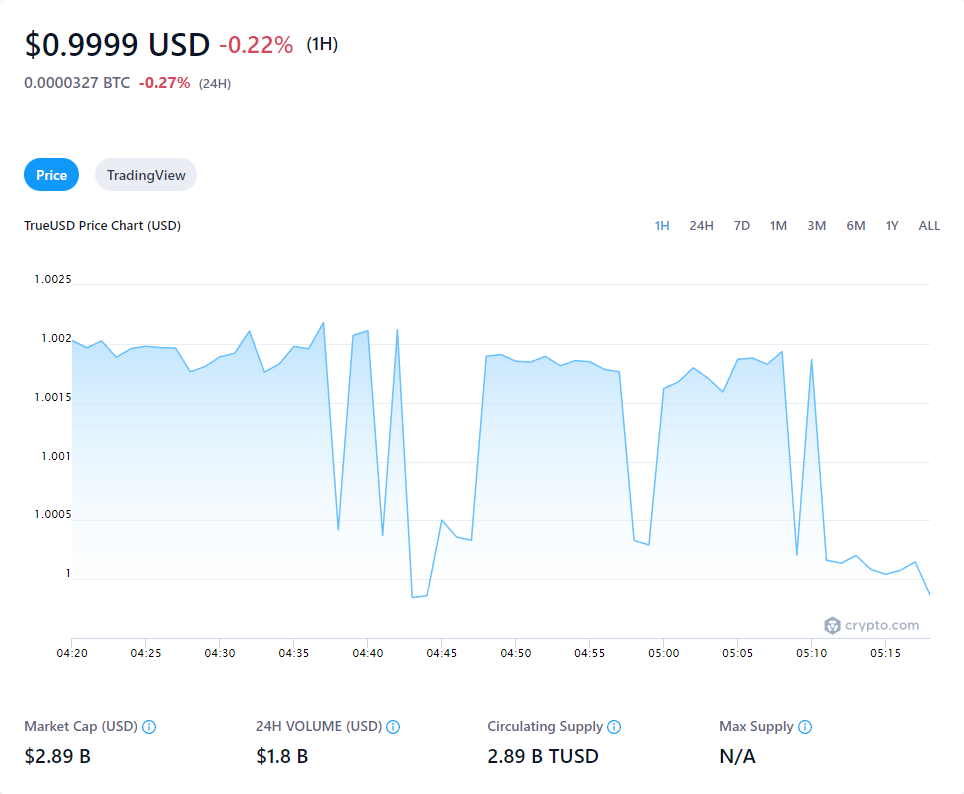 $0.9999 USD -0.22% (1H)
0.0000327 BTC -0.27% (24H)
Price TradingView
TrueUSD Price Chart (USD) 1H 24H 7D 1M 3M 6M 1Y ALL
1.0025
1.002
1.0015
1.001
1.0005
1
crypto.com
04:20 04:25 04:30 04:35 04:40 04:45 04:50 04:55 05:00 05:05 05:10 05:15
Market Cap (USD) 24H VOLUME (USD) Circulating Supply Max Supply
$2.89 B $1.8 B 2.89 B TUSD N/A